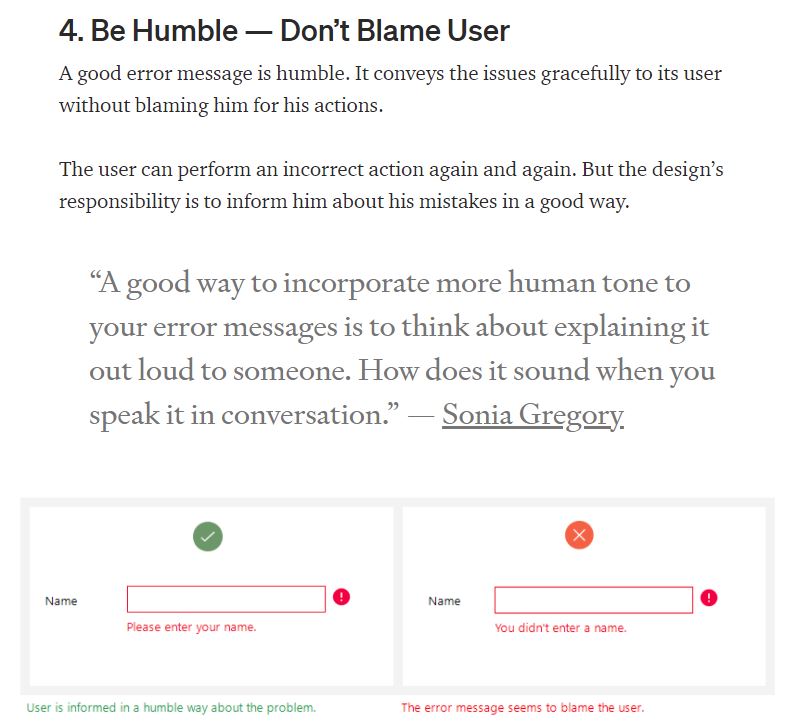 4. Be Humble — Don’t Blame User
A good error message is humble. It conveys the issues gracefully to its user
without blaming him for his actions.
The user can perform an incorrect action again and again. But the design’s
responsibility is to inform him about his mistakes in a good way.
“A good way to incorporate more human tone to
your error messages is to think about explaining it
out loud to someone. How does it sound when you
speak it in conversation.” — Sonia Gregory
Name
Please enter your name.
User is informed in a humble way about the problem.
Name
You didn't enter a name.
The error message seems to blame the user.